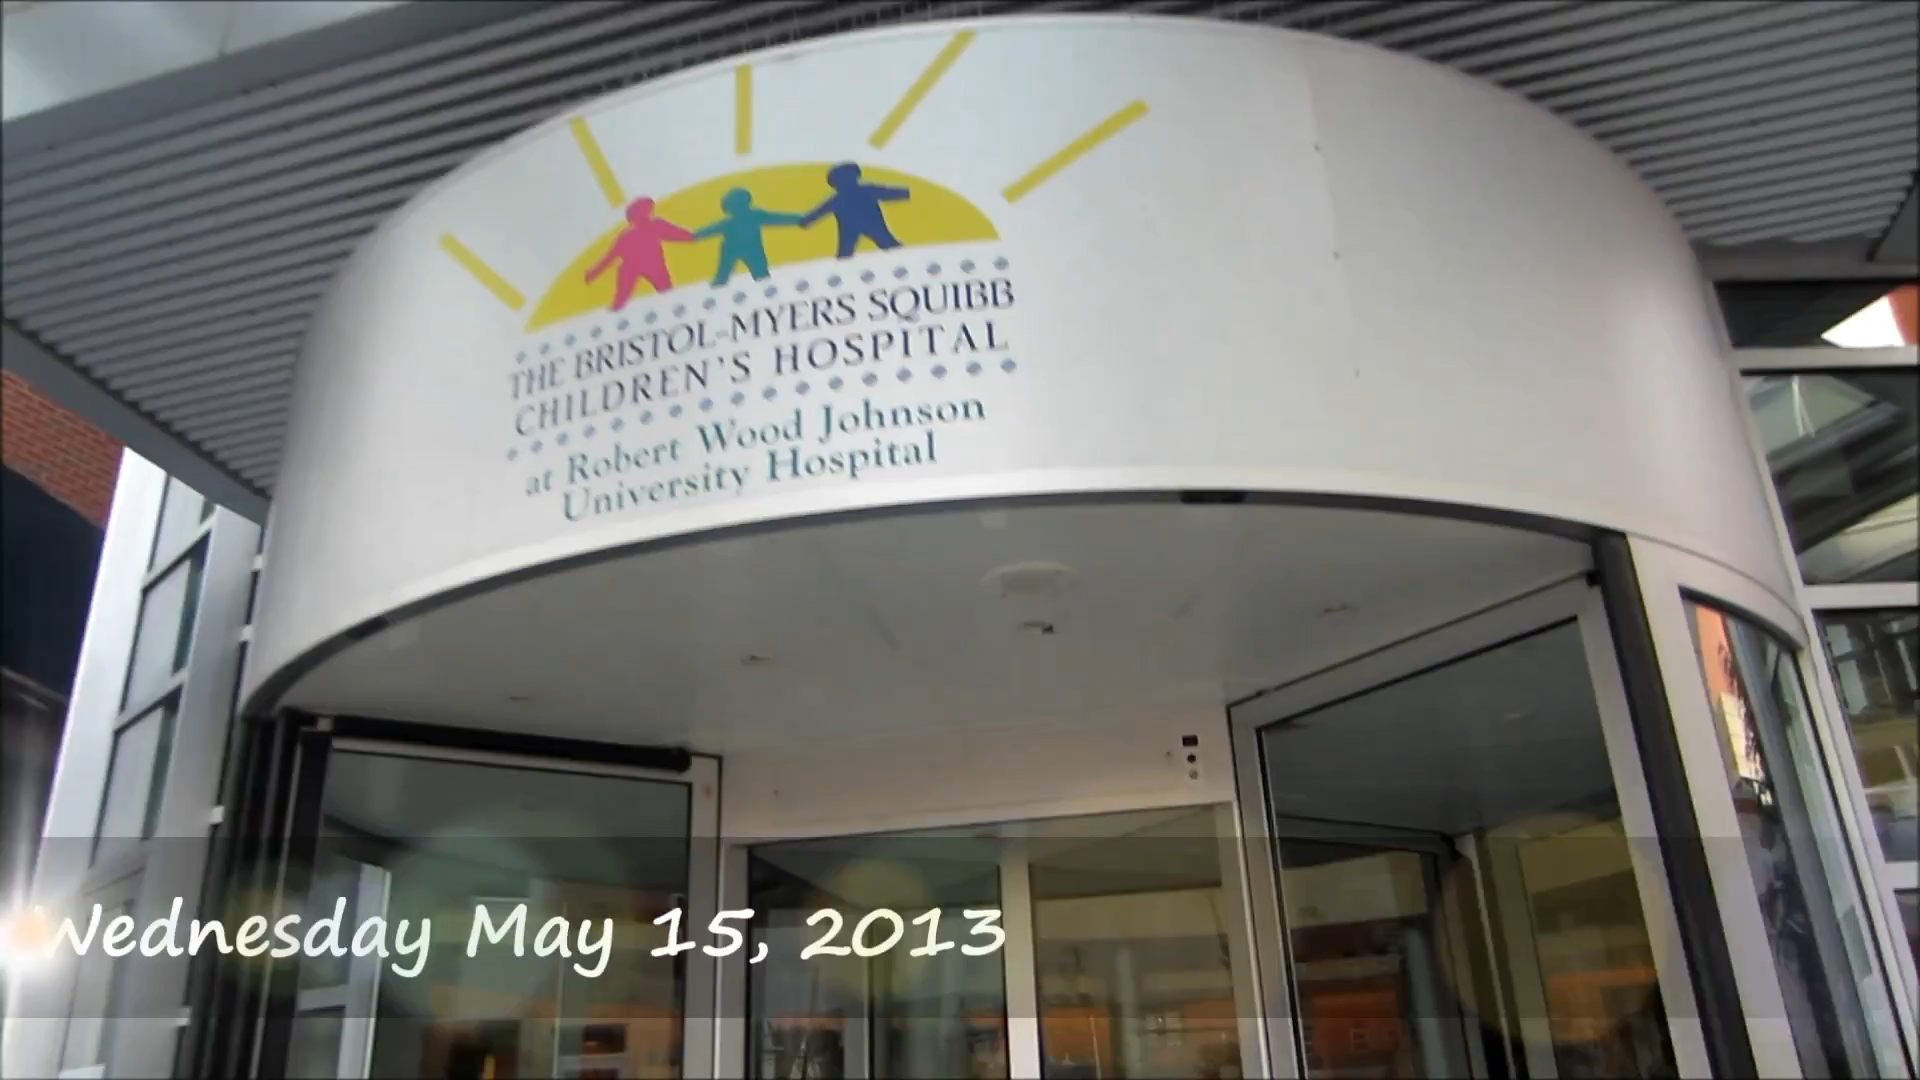 THE BRISTOL-MYERS SQUIBB
CHILDREN'S HOSPITAL
at Robert Wood Johnson
University Hospital
Wednesday May 15, 2013